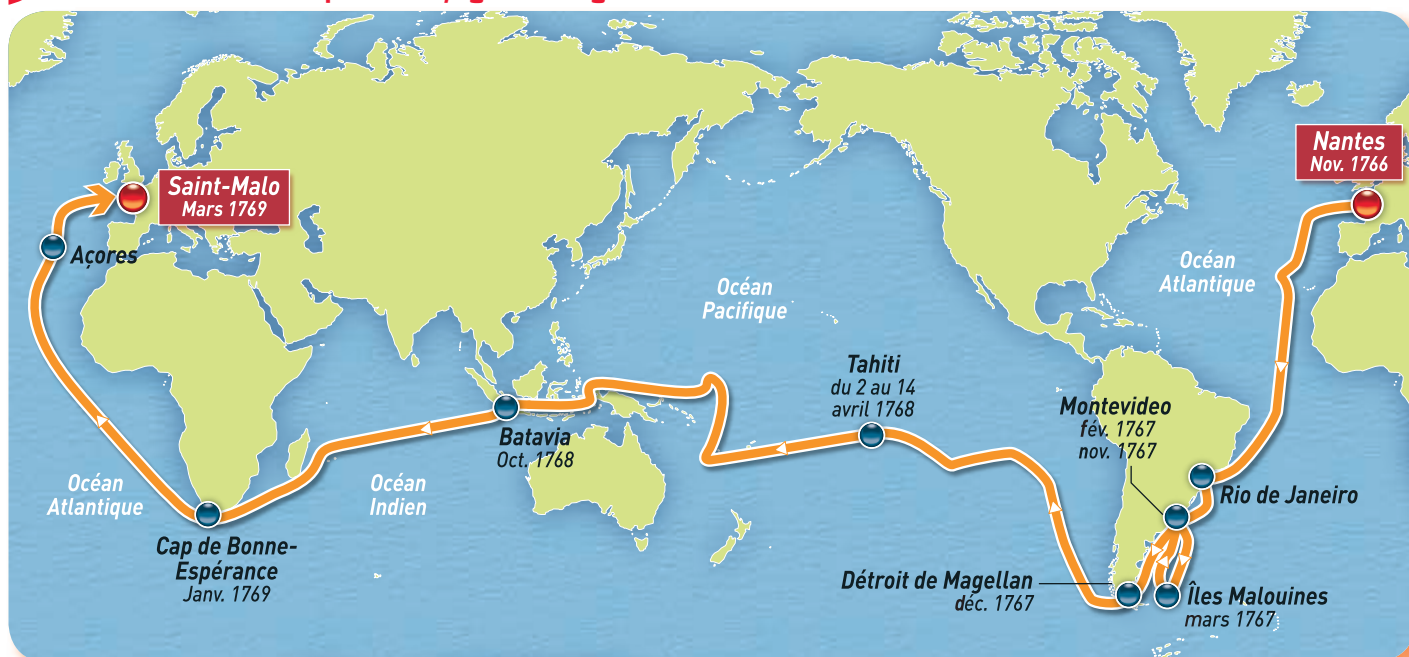 Saint-Malo
Mars 1769
Nantes
Nov. 1766
Açores
Océan
Atlantique
Océan
Pacifique
Tahiti
du 2 au 14
avril 1768
Montevideo
fév. 1767
nov. 1767
Batavia
Oct. 1768
Océan
Atlantique
Océan
Indien
Rio de Janeiro
Cap de Bonne-
Espérance
Janv. 1769
Détroit de Magellan
déc. 1767
Îles Malouines
mars 1767